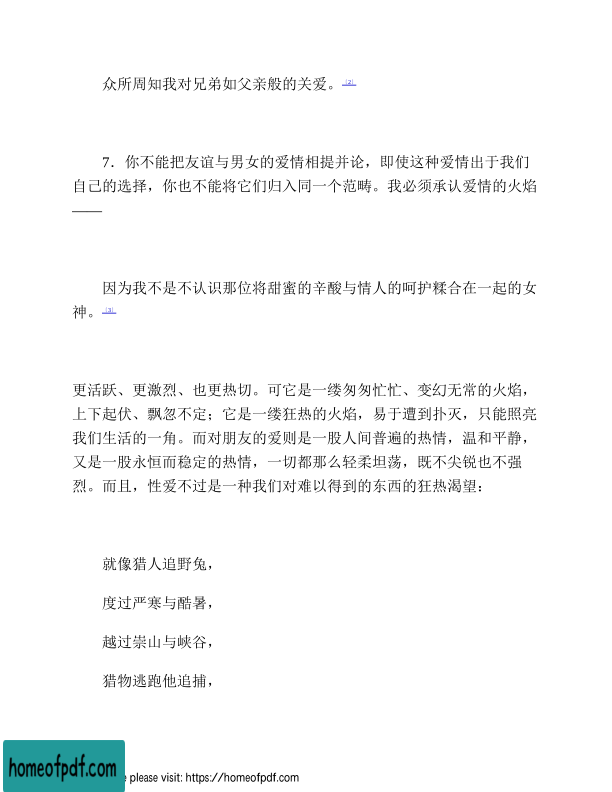 众所周知我对兄弟如父亲般的关爱。[2]
7．你不能把友谊与男女的爱情相提并论，即使这种爱情出于我们
自己的选择，你也不能将它们归入同一个范畴。我必须承认爱情的火焰
——
因为我不是不认识那位将甜蜜的辛酸与情人的呵护糅合在一起的女
神。[3]
更活跃、更激烈、也更热切。可它是一缕匆匆忙忙、变幻无常的火焰，
上下起伏、飘忽不定；它是一缕狂热的火焰，易于遭到扑灭，只能照亮
我们生活的一角。而对朋友的爱则是一股人间普遍的热情，温和平静，
又是一股永恒而稳定的热情，一切都那么轻柔坦荡，既不尖锐也不强
烈。而且，性爱不过是一种我们对难以得到的东西的狂热渴望：
就像猎人追野兔，
度过严寒与酷暑，
越过崇山与峡谷，
猎物逃跑他追捕，
homeofpdf.com
e please visit: https://homeofpdf.com